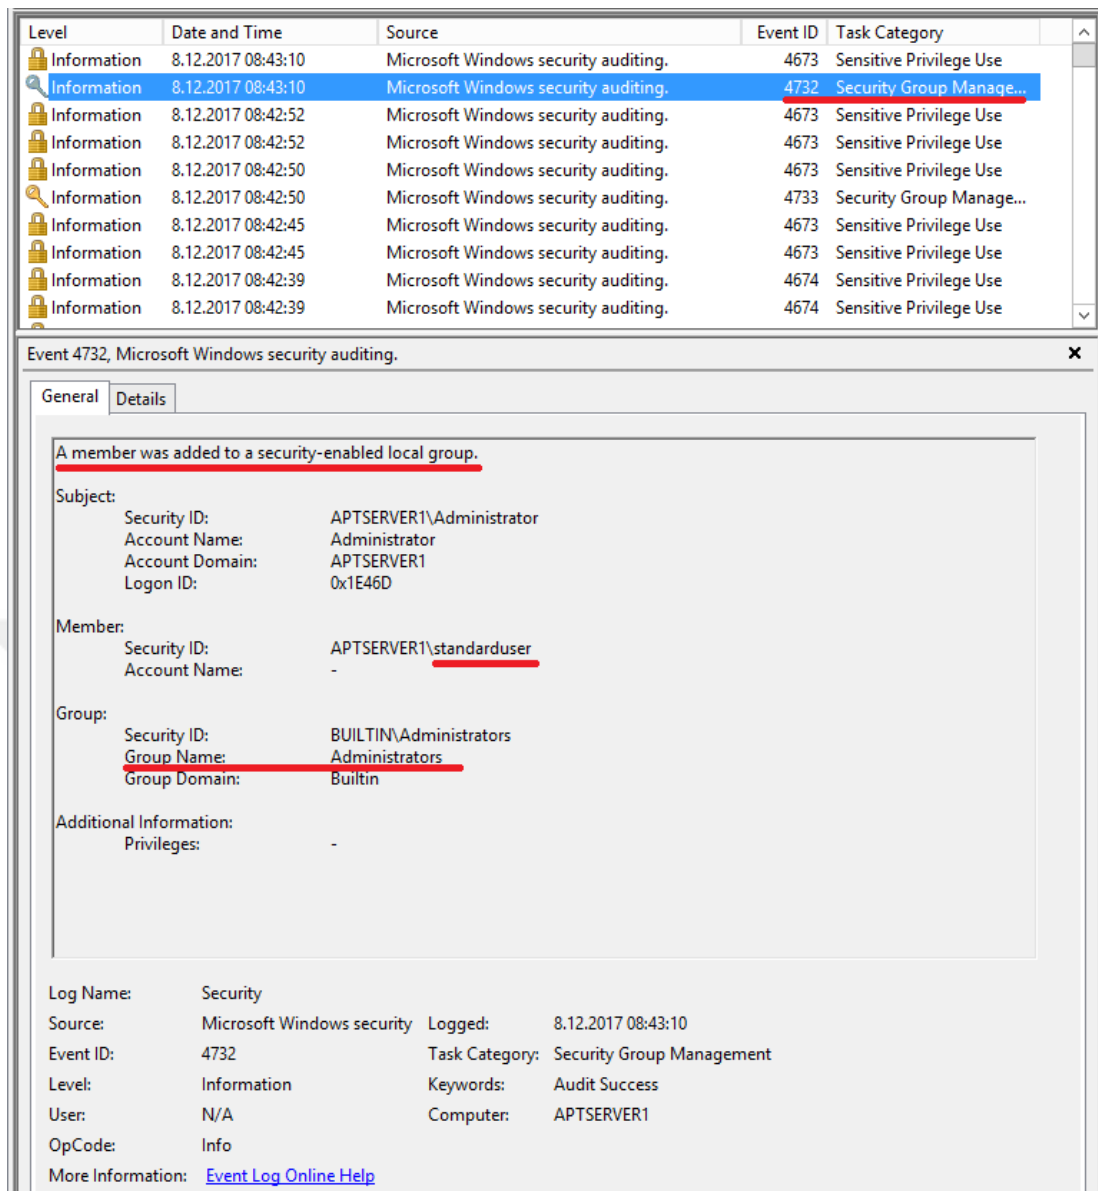 Level Date and Time Source Event ID Task Category
Information 8.12.2017 08:43:10 Microsoft Windows security auditing. 4673 Sensitive Privilege Use
Information 8.12.2017 08:43:10 Microsoft Windows security auditing. 4732 Security Group Manage...
Information 8.12.2017 08:42:52 Microsoft Windows security auditing. 4673 Sensitive Privilege Use
Information 8.12.2017 08:42:52 Microsoft Windows security auditing. 4673 Sensitive Privilege Use
Information 8.12.2017 08:42:50 Microsoft Windows security auditing. 4673 Sensitive Privilege Use
Information 8.12.2017 08:42:50 Microsoft Windows security auditing. 4733 Security Group Manage...
Information 8.12.2017 08:42:45 Microsoft Windows security auditing. 4673 Sensitive Privilege Use
Information 8.12.2017 08:42:45 Microsoft Windows security auditing. 4673 Sensitive Privilege Use
Information 8.12.2017 08:42:39 Microsoft Windows security auditing. 4674 Sensitive Privilege Use
Information 8.12.2017 08:42:39 Microsoft Windows security auditing. 4674 Sensitive Privilege Use
Event 4732, Microsoft Windows security auditing.
General Details
A member was added to a security-enabled local group.
Subject:
Security ID: APTSERVER1\Administrator
Account Name: Administrator
Account Domain: APTSERVER1
Logon ID: 0x1E46D
Member:
Security ID: APTSERVER1\standarduser
Account Name: -
Group:
Security ID: BUILTIN\Administrators
Group Name: Administrators
Group Domain: Builtin
Additional Information:
Privileges: -
Log Name: Security
Source: Microsoft Windows security Logged: 8.12.2017 08:43:10
Event ID: 4732 Task Category: Security Group Management
Level: Information Keywords: Audit Success
User: N/A Computer: APTSERVER1
OpCode: Info
More Information: Event Log Online Help